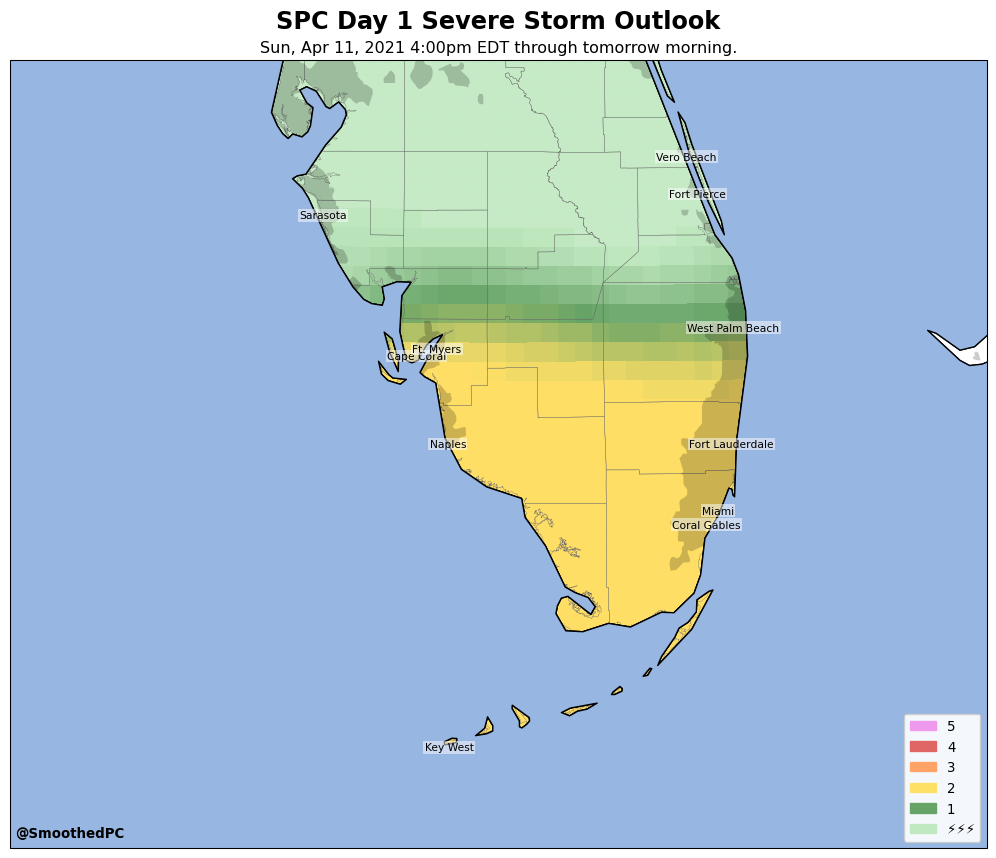 SPC Day 1 Severe Storm Outlook
Sun, Apr 11, 2021 4:00pm EDT through tomorrow morning.
Vero Beach
Fort Pierce
Sarasota
West Palm Beach
Ft. Myers
Cape Coral
Naples
Fort Lauderdale
Miami
Coral Gables
Key West
5
4
3
2
1
⚡⚡⚡
@SmoothedPC